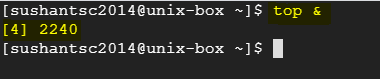 [sushantsc2014@unix-box ~]$ top &
[4] 2240
[sushantsc2014@unix-box ~]$